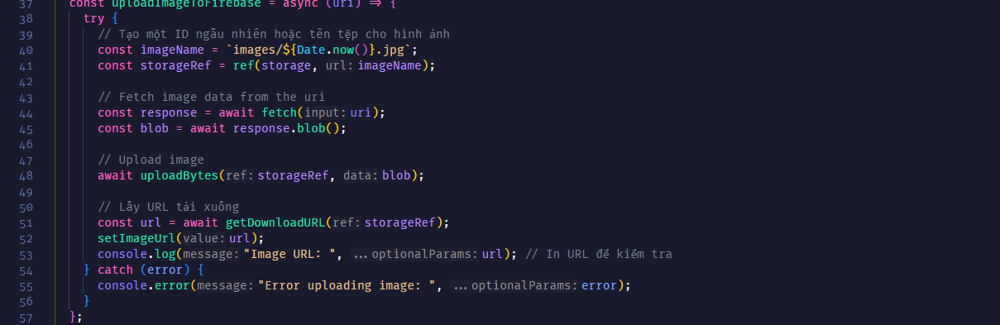 37 const uploadImageToFirebase = async (uri) => {
38 try {
39 // Tạo một ID ngẫu nhiên hoặc tên tệp cho hình ảnh
40 const imageName = `images/${Date.now()}.jpg`;
41 const storageRef = ref(storage, url: imageName);
42
43 // Fetch image data from the uri
44 const response = await fetch(input: uri);
45 const blob = await response.blob();
46
47 // Upload image
48 await uploadBytes(ref: storageRef, data: blob);
49
50 // Lấy URL tải xuống
51 const url = await getDownloadURL(ref: storageRef);
52 setImageUrl(value: url);
53 console.log(message: "Image URL: ", ...optionalParams: url); // In URL để kiểm tra
54 } catch (error) {
55 console.error(message: "Error uploading image: ", ...optionalParams: error);
56 }
57 };